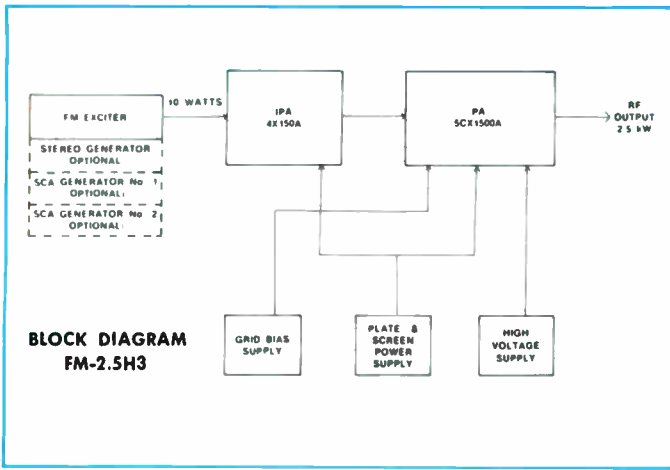 FM EXCITER
10 WATTS
IPA
4X150A
PA
5CX1500A
RF
OUTPUT
2.5 kW
STEREO GENERATOR
OPTIONAL
SCA GENERATOR No 1
OPTIONAL)
SCA GENERATOR No 2
OPTIONAL)
BLOCK DIAGRAM
FM-2.5H3
GRID BIAS
SUPPLY
PLATE &
SCREEN
POWER
SUPPLY
HIGH
VOLTAGE
SUPPLY